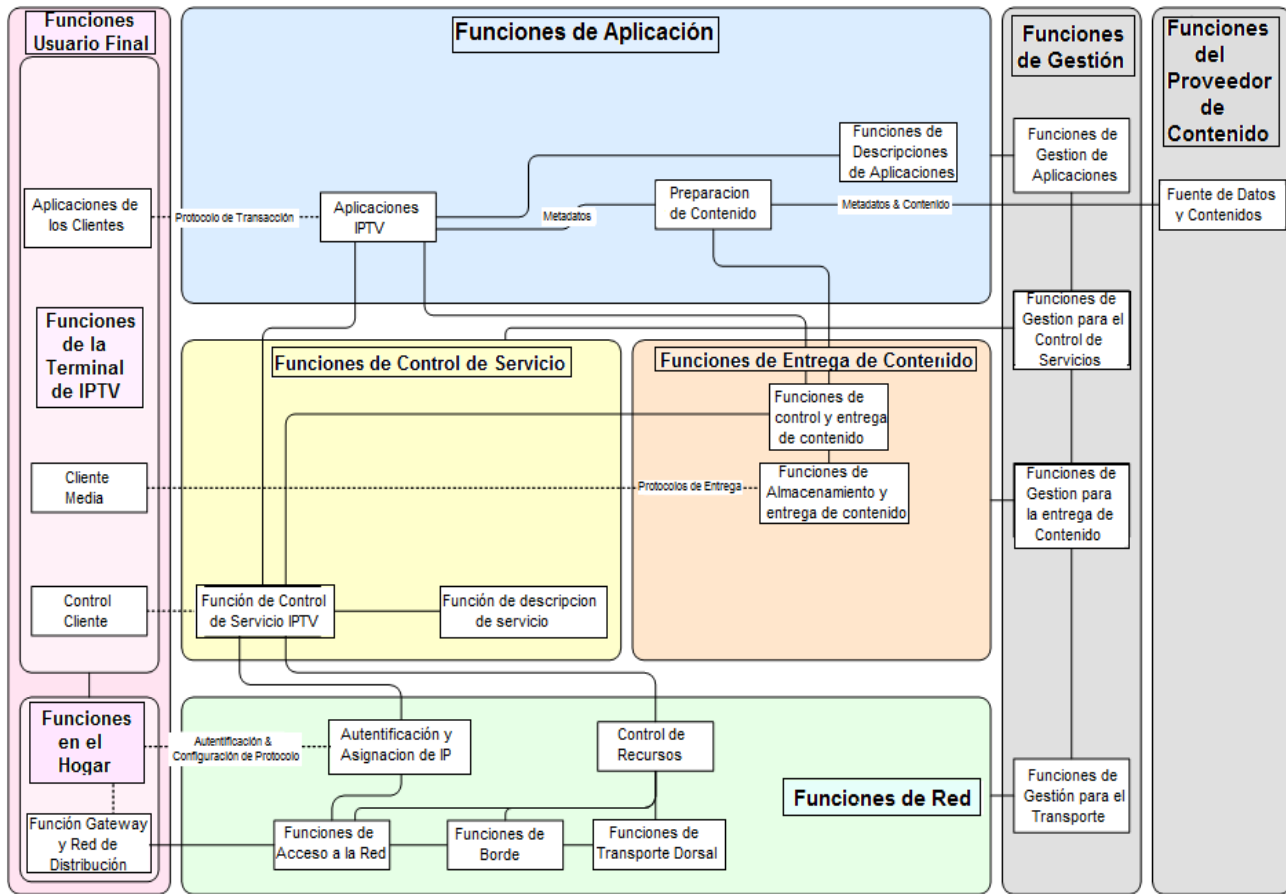 Funciones
Usuario Final
Funciones de Aplicación
Funciones
de Gestión
Funciones
del
Proveedor
de
Contenido
Funciones de
Descripciones
de Aplicaciones
Funciones de
Gestion de
Aplicaciones
Aplicaciones de
los Clientes
Protocolo de Transacción
Aplicaciones
IPTV
Metadatos
Preparacion
de Contenido
Metadatos & Contenido
Fuente de Datos
y Contenidos
Funciones
de la
Terminal
de IPTV
Funciones de
Gestion para el
Control de
Servicios
Funciones de Control de Servicio
Funciones de Entrega de Contenido
Funciones de
control y entrega
de contenido
Cliente
Media
Protocolos de Entrega
Funciones de
Almacenamiento y
entrega de contenido
Funciones de
Gestion para
la entrega de
Contenido
Control
Cliente
Función de Control
de Servicio IPTV
Función de descripcion
de servicio
Funciones
en el
Hogar
Autentificación &
Configuración de Protocolo
Autentificación y
Asignacion de IP
Control de
Recursos
Funciones de Red
Funciones de
Gestión para el
Transporte
Función Gateway
y Red de
Distribución
Funciones de
Acceso a la Red
Funciones de
Borde
Funciones de
Transporte Dorsal